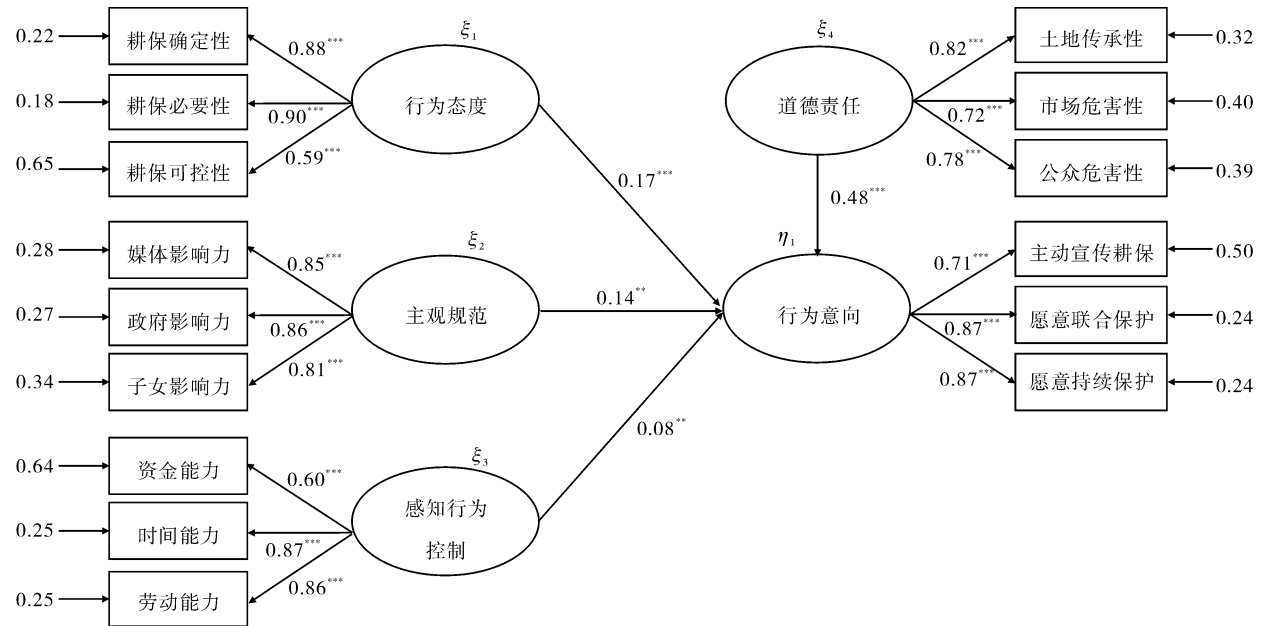 0.22
耕保确定性
0.88***
ξ1
行为态度
0.18
耕保必要性
0.90***
0.65
耕保可控性
0.59***
0.17***
ξ4
道德责任
0.82***
土地传承性
0.32
0.72***
市场危害性
0.40
0.78***
公众危害性
0.39
0.48***
0.28
媒体影响力
0.85***
ξ2
主观规范
0.27
政府影响力
0.86***
0.34
子女影响力
0.81***
0.14**
η1
行为意向
0.71***
主动宣传耕保
0.50
0.87***
愿意联合保护
0.24
0.87***
愿意持续保护
0.24
0.64
资金能力
0.60***
ξ3
感知行为
控制
0.08**
0.25
时间能力
0.87***
0.25
劳动能力
0.86***